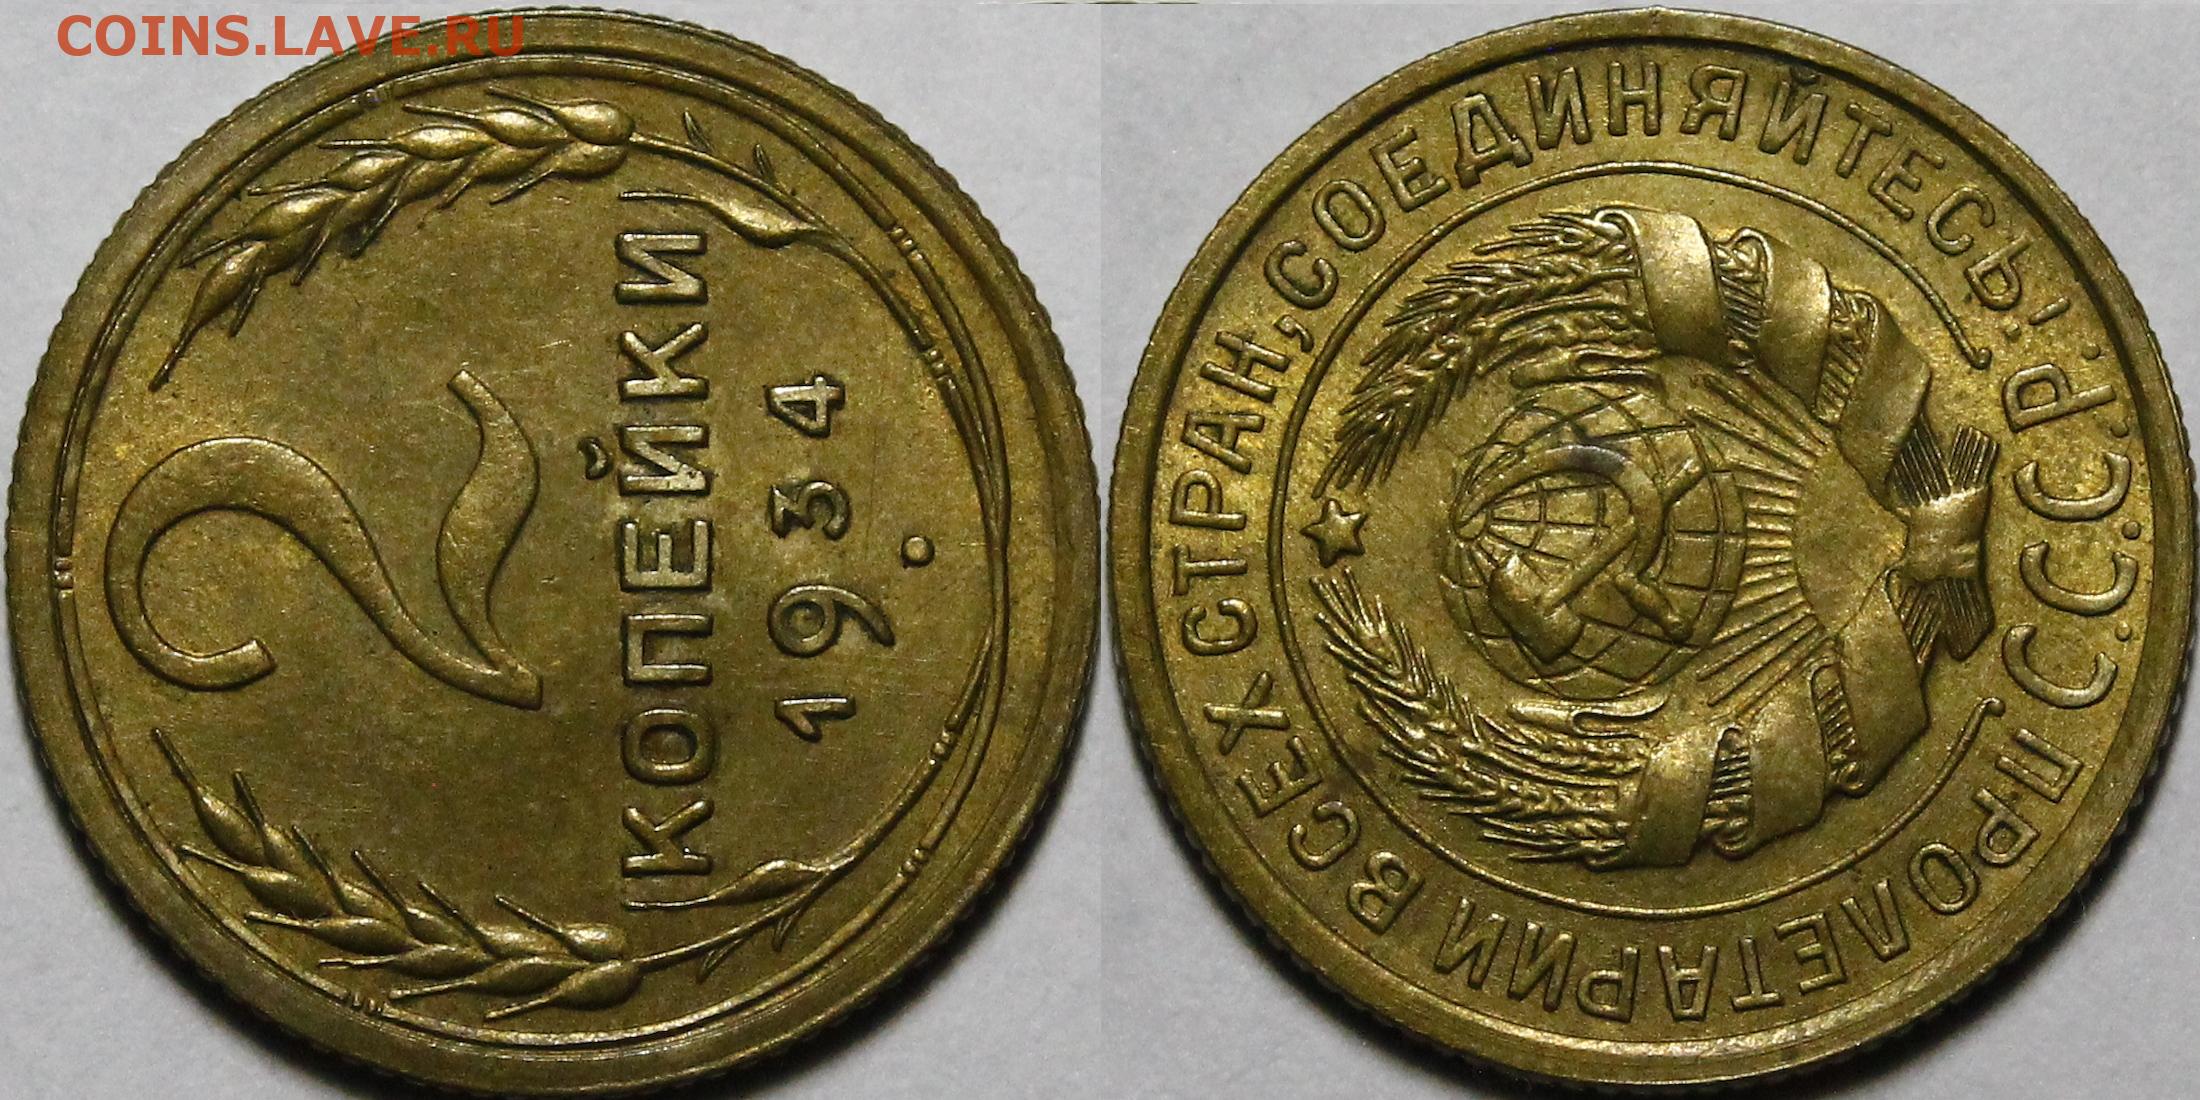 COINS.LAVE.RU
2
КОПЕЙКИ
1934
ПРОЛЕТАРИИ ВСЕХ СТРАН, СОЕДИНЯЙТЕСЬ!
С.С.С.Р.